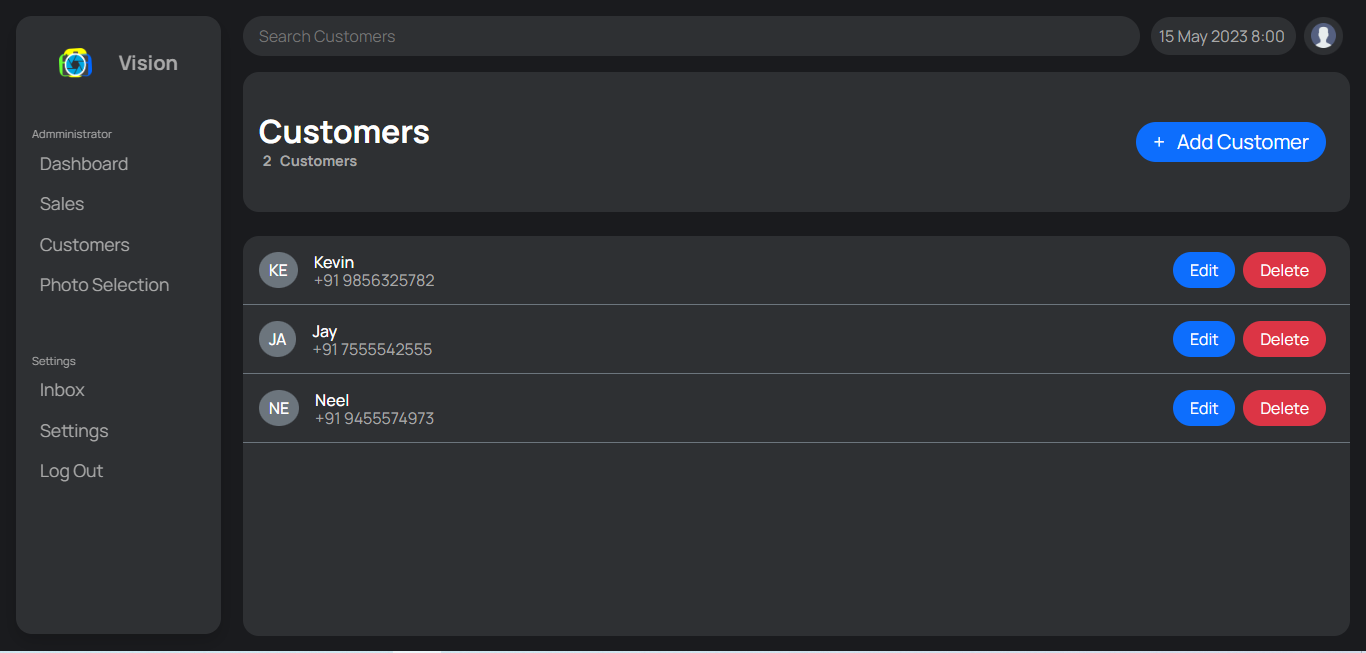 Vision
Admministrator
Dashboard
Sales
Customers
Photo Selection
Settings
Inbox
Settings
Log Out
Search Customers
15 May 2023 8:00
Customers
2 Customers
+ Add Customer
KE
Kevin
+91 9856325782
Edit
Delete
JA
Jay
+91 7555542555
Edit
Delete
NE
Neel
+91 9455574973
Edit
Delete